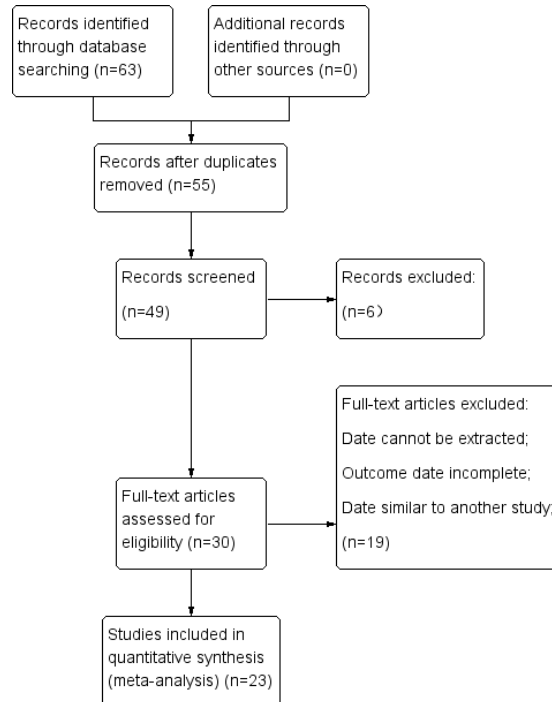 Records identified
through database
searching (n=63)
Additional records
identified through
other sources (n=0)
Records after duplicates
removed (n=55)
Records screened
(n=49)
Records excluded:
(n=6）
Full-text articles excluded:
Date cannot be extracted;
Outcome date incomplete;
Date similar to another study;
(n=19)
Full-text articles
assessed for
eligibility (n=30)
Studies included in
quantitative synthesis
(meta-analysis) (n=23)